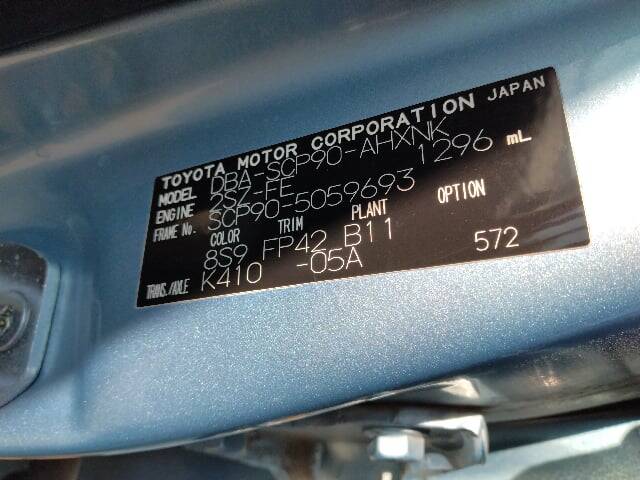 TOYOTA MOTOR CORPORATION JAPAN
MODEL DBA-SCP90-AHXNK
ENGINE 2SZ-FE 1296 mL
FRAME No. SCP90-5059693
COLOR TRIM PLANT OPTION
8S9 FP42 B11
TRANS./AXLE K410 -05A 572